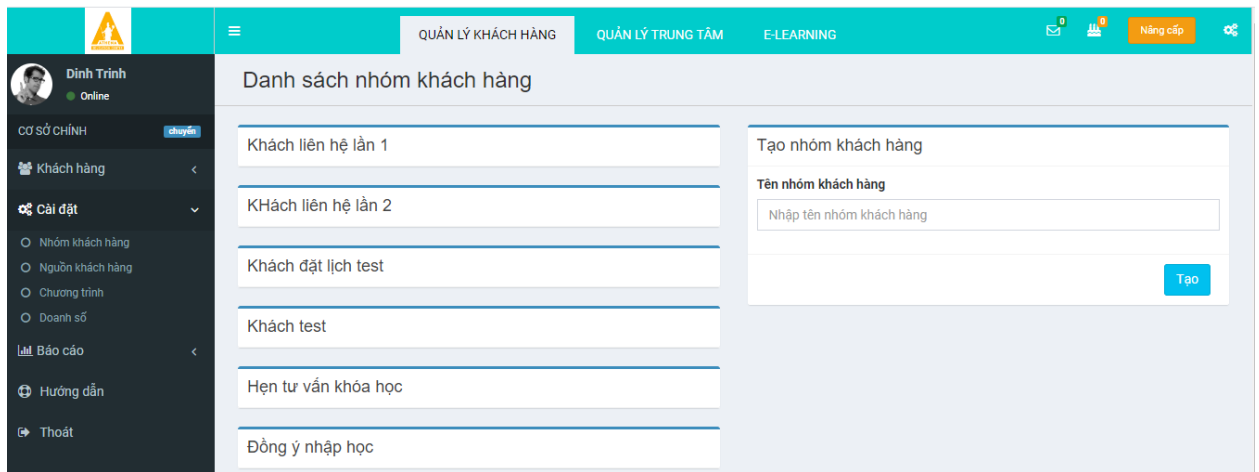 QUẢN LÝ KHÁCH HÀNG
QUẢN LÝ TRUNG TÂM
E-LEARNING
0
0
Nâng cấp
Dinh Trinh
Online
CƠ SỞ CHÍNH
chuyển
Khách hàng
Cài đặt
Nhóm khách hàng
Nguồn khách hàng
Chương trình
Doanh số
Báo cáo
Hướng dẫn
Thoát
Danh sách nhóm khách hàng
Khách liên hệ lần 1
KHách liên hệ lần 2
Khách đặt lịch test
Khách test
Hẹn tư vấn khóa học
Đồng ý nhập học
Tạo nhóm khách hàng
Tên nhóm khách hàng
Nhập tên nhóm khách hàng
Tạo